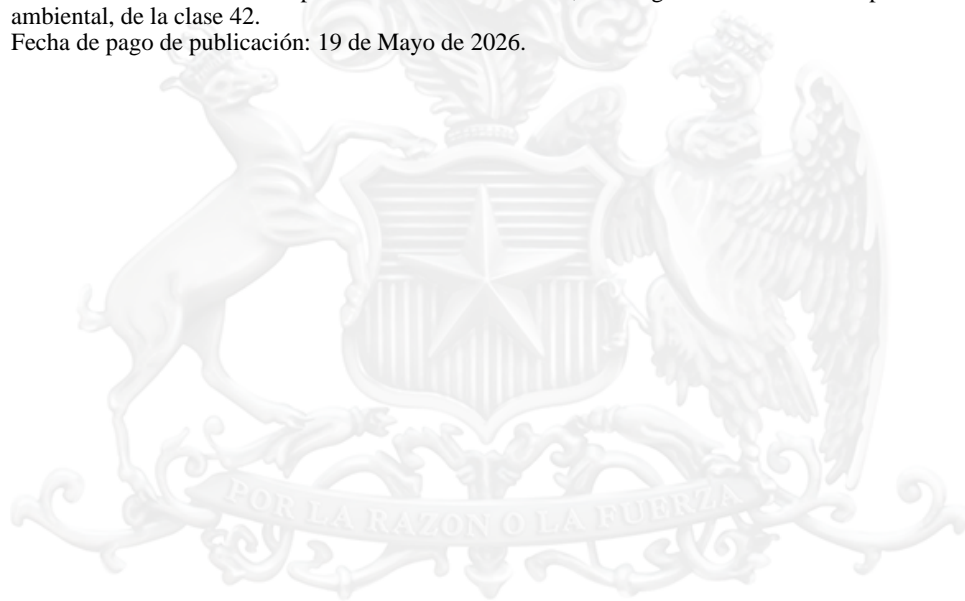 ambiental, de la clase 42.
Fecha de pago de publicación: 19 de Mayo de 2026.
POR LA RAZON O LA FUERZA